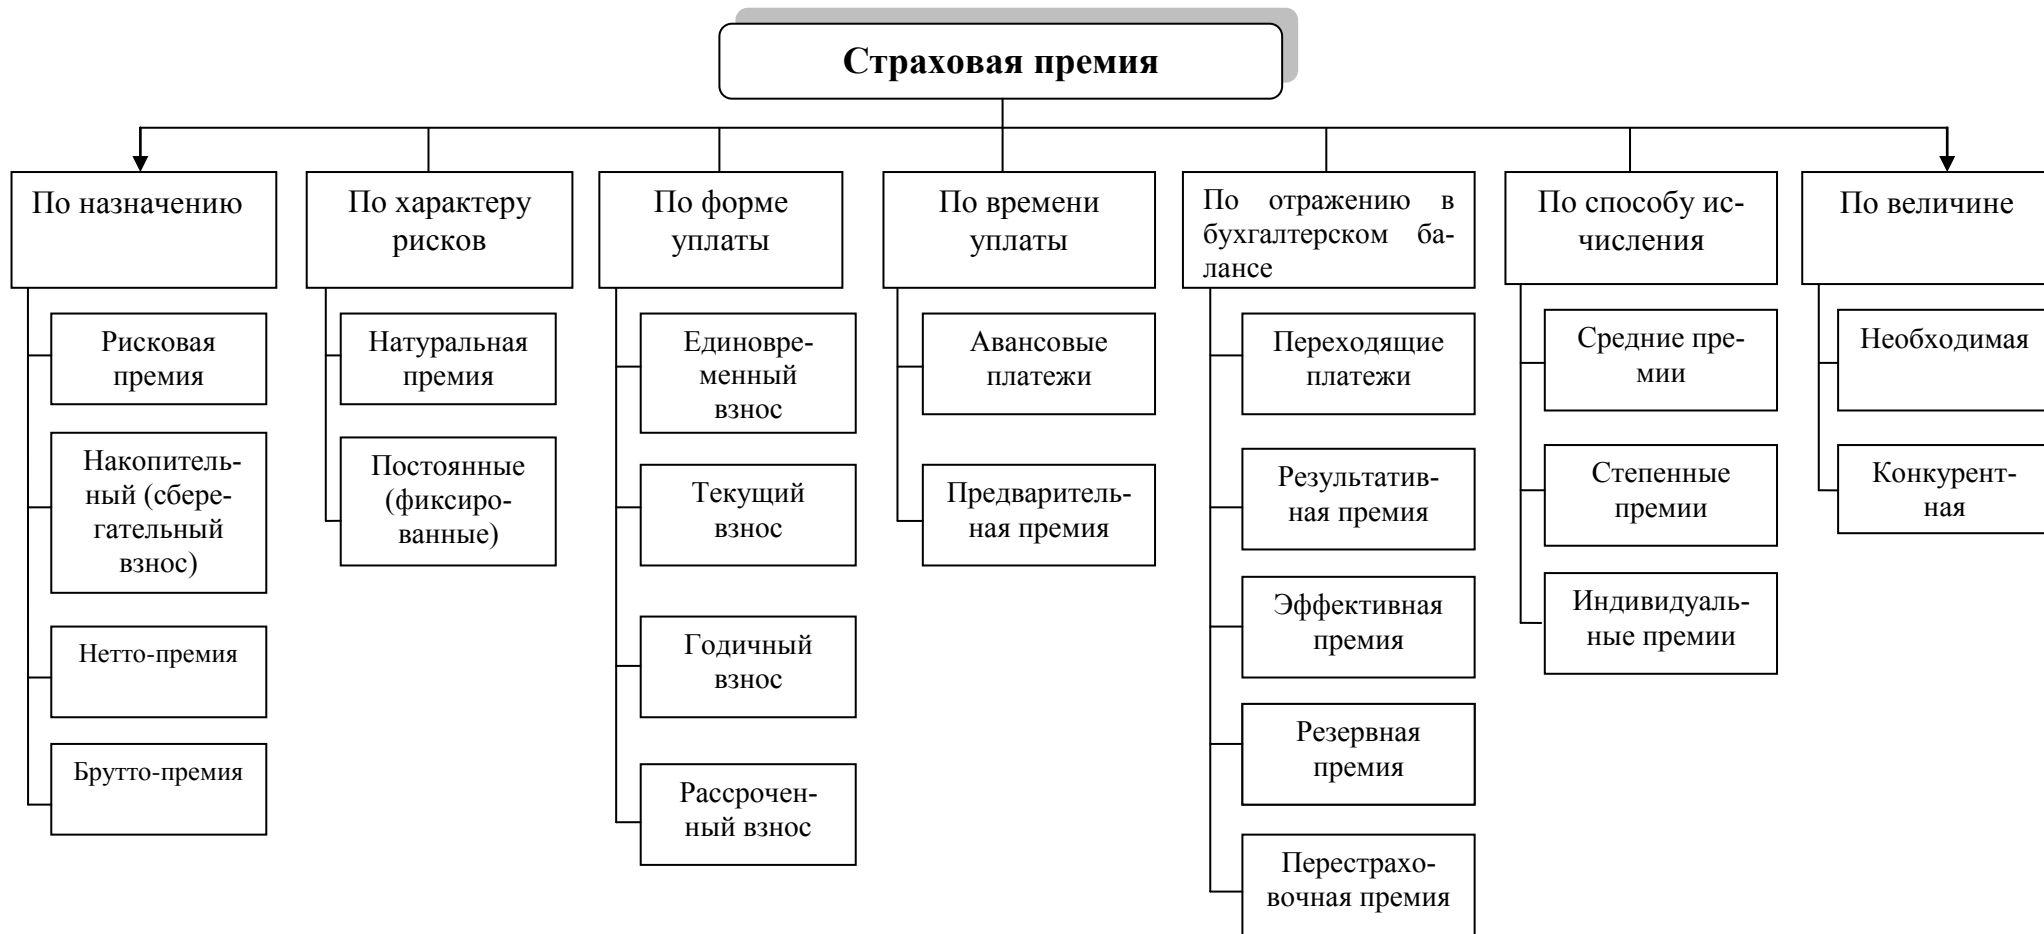 Страховая премия
По назначению
Рисковая
премия
Накопитель-
ный (сбере-
гательный
взнос)
Нетто-премия
Брутто-премия
По характеру
рисков
Натуральная
премия
Постоянные
(фиксиро-
ванные)
По форме
уплаты
Единовре-
менный
взнос
Текущий
взнос
Годичный
взнос
Рассрочен-
ный взнос
По времени
уплаты
Авансовые
платежи
Предваритель-
ная премия
По отражению в
бухгалтерском ба-
лансе
Переходящие
платежи
Результатив-
ная премия
Эффективная
премия
Резервная
премия
Перестрахо-
вочная премия
По способу ис-
числения
Средние пре-
мии
Степенные
премии
Индивидуаль-
ные премии
По величине
Необходимая
Конкурент-
ная